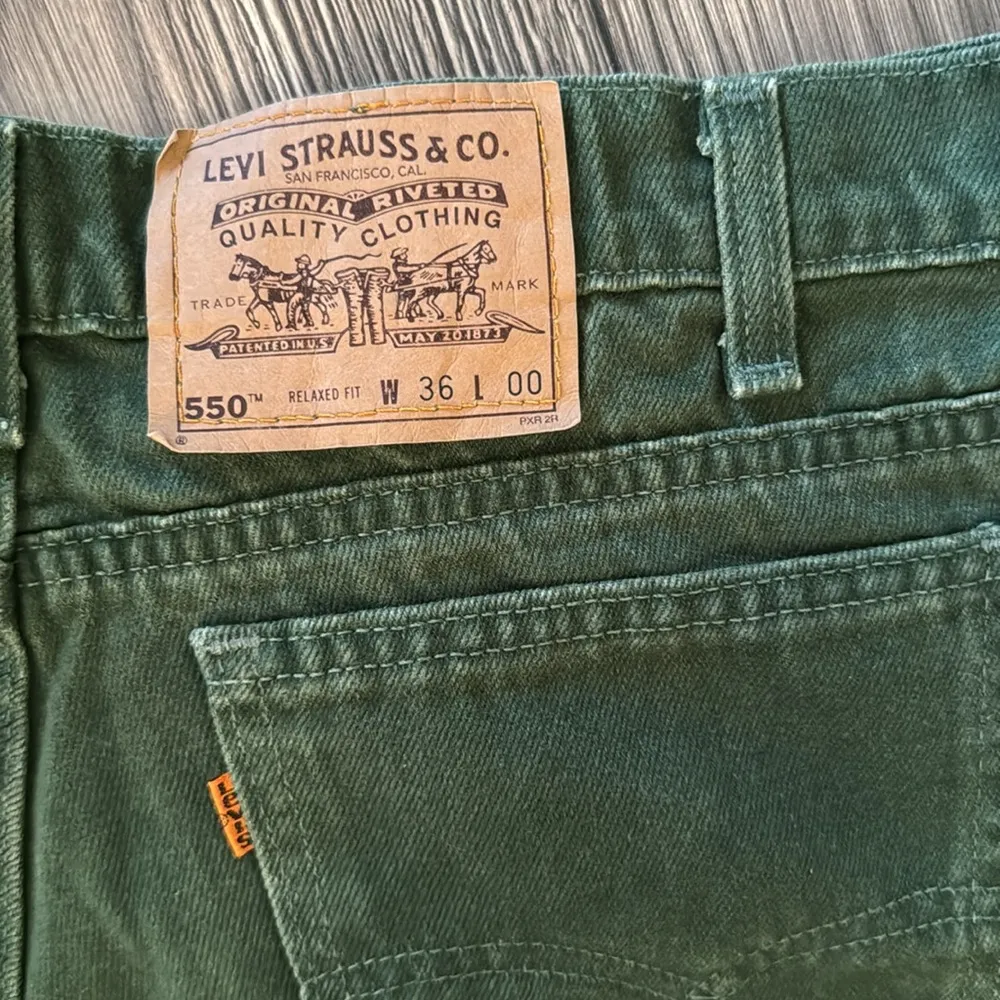 LEVI STRAUSS & CO.
SAN FRANCISCO, CAL.
ORIGINAL RIVETED
QUALITY CLOTHING
TRADE MARK
PATENTED IN U.S. MAY 20 1873
550™ RELAXED FIT W 36 L 00
® PXR 2R
LEVI'S